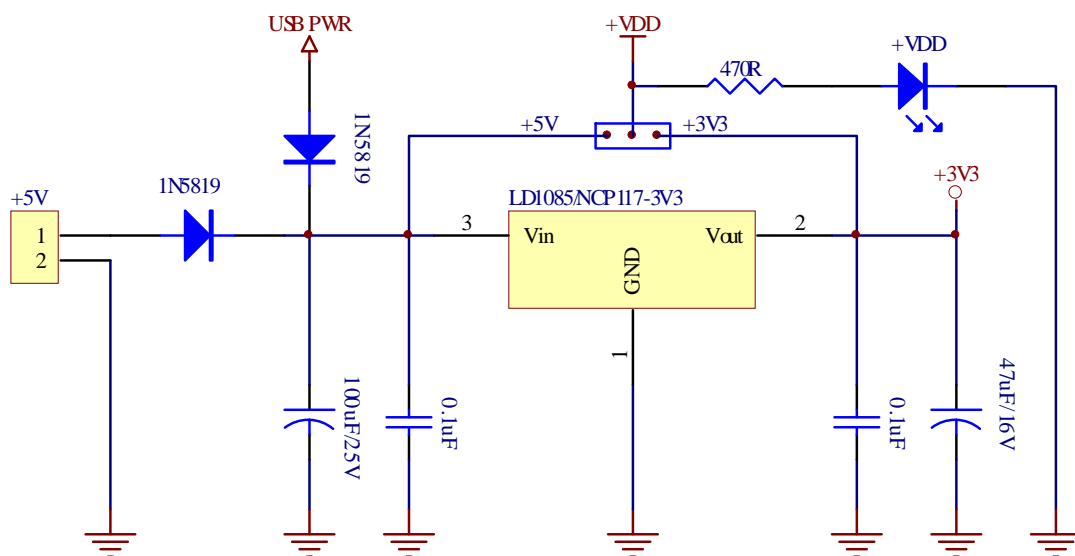 USB PWR
+VDD
+VDD
470R
1N5819
+5V
+3V3
1N5819
+3V3
+5V
LD1085/NCP117-3V3
1
3
Vin
Vout
2
2
GND
1
100uF/25V
0.1uF
0.1uF
47uF/16V